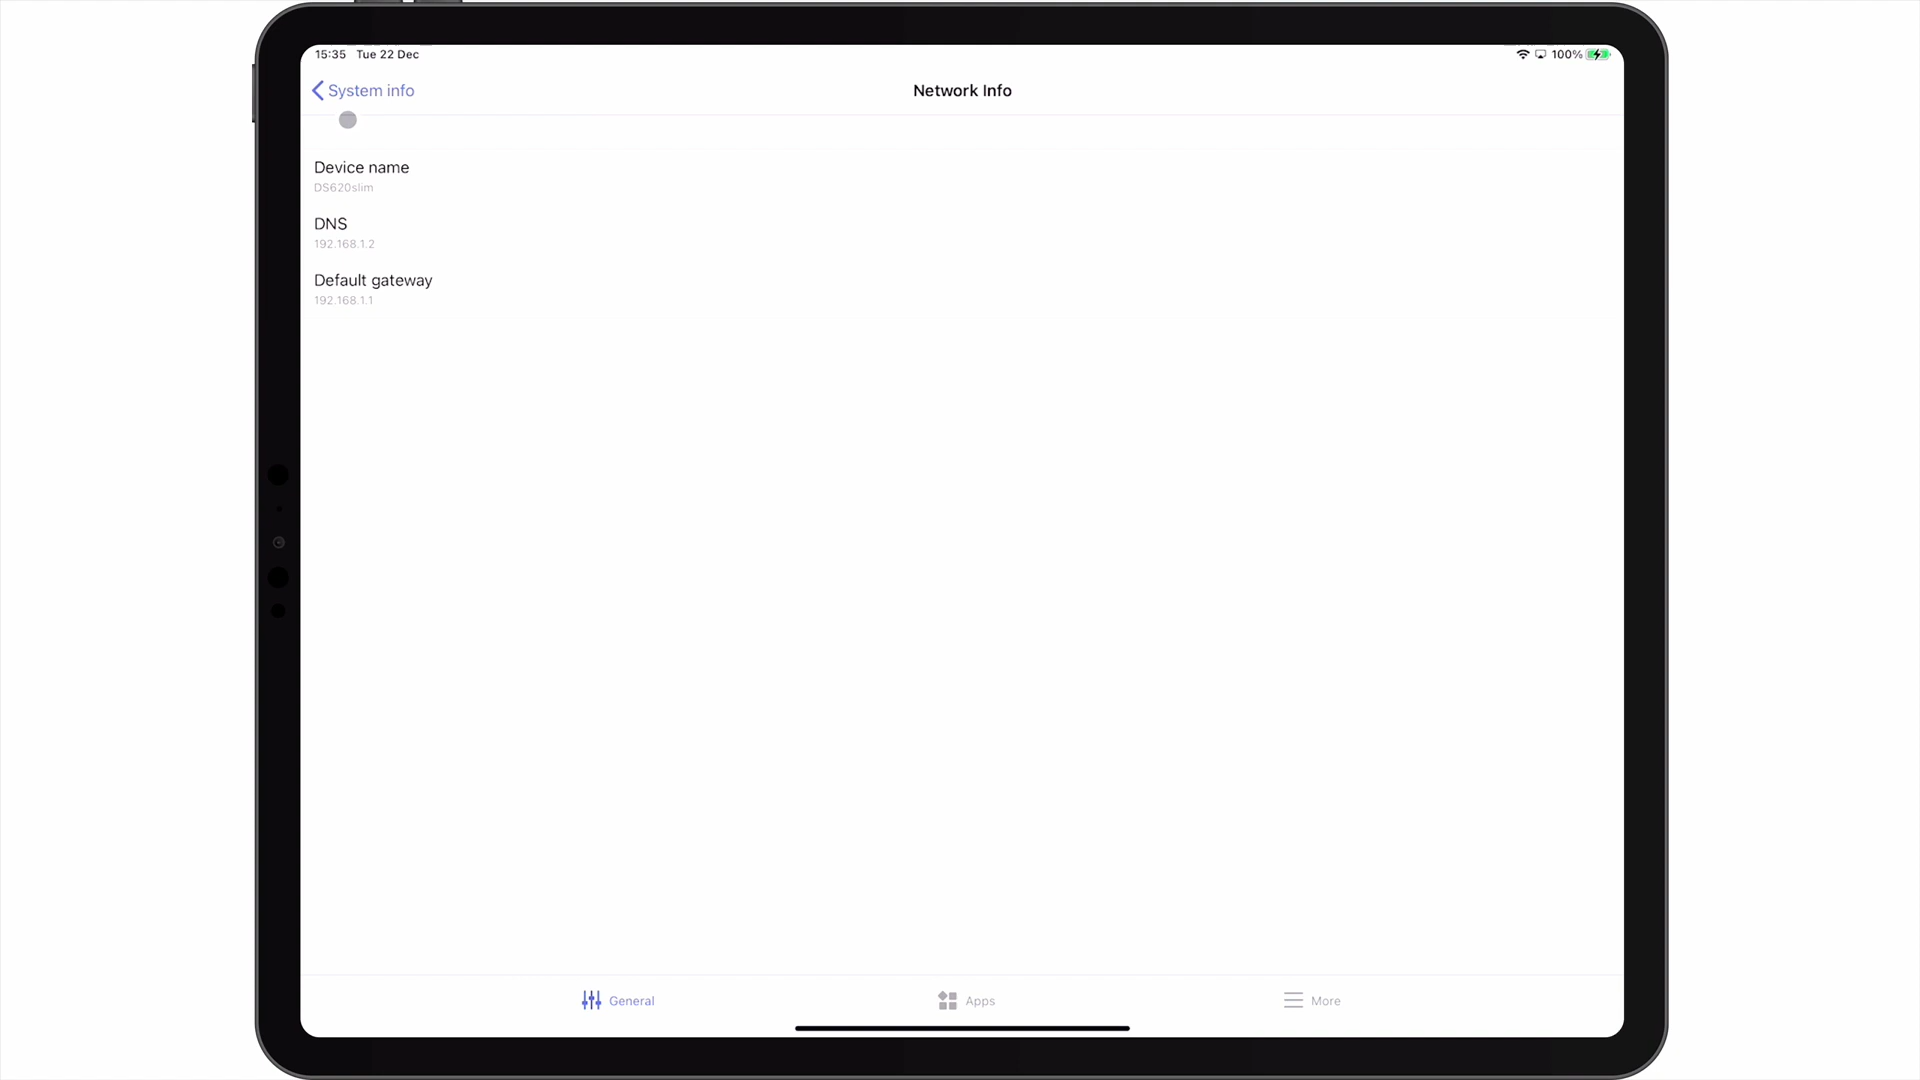 15:35 Tue 22 Dec
100%
System info
Network Info
Device name
DS620slim
DNS
192.168.1.2
Default gateway
192.168.1.1
General
Apps
More